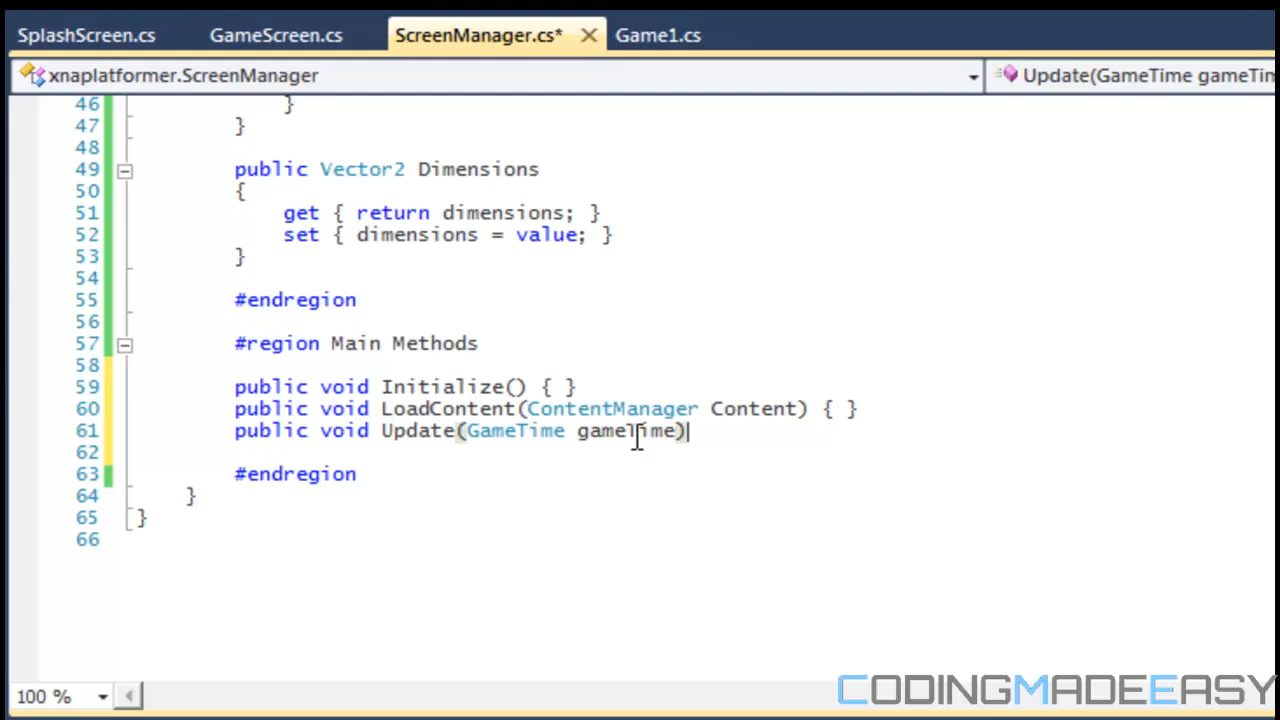 SplashScreen.cs GameScreen.cs ScreenManager.cs* Game1.cs
xnaplatformer.ScreenManager Update(GameTime gameTim
46 }
47 }
48
49 public Vector2 Dimensions
50 {
51 get { return dimensions; }
52 set { dimensions = value; }
53 }
54
55 #endregion
56
57 #region Main Methods
58
59 public void Initialize() { }
60 public void LoadContent(ContentManager Content) { }
61 public void Update(GameTime gameTime)
62
63 #endregion
64 }
65 }
66
100 %
CODINGMADEEASY